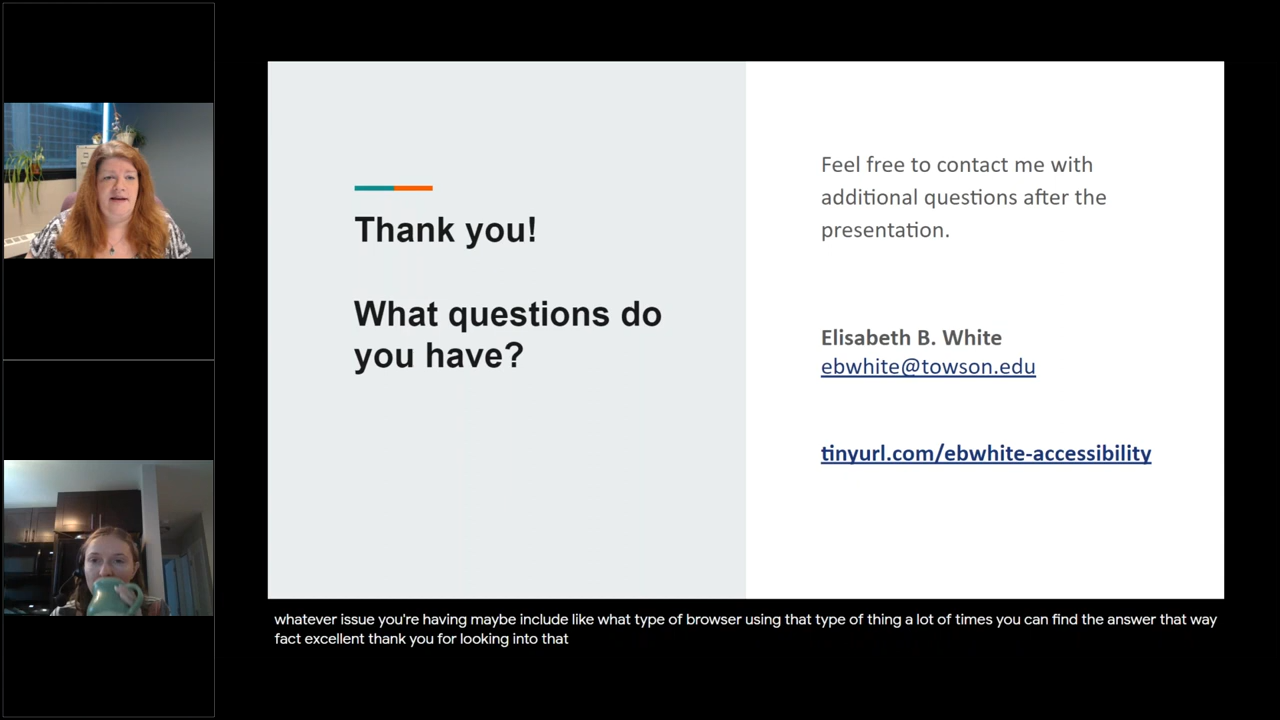 Thank you!
What questions do
you have?
Feel free to contact me with
additional questions after the
presentation.
Elisabeth B. White
ebwhite@towson.edu
tinyurl.com/ebwhite-accessibility
whatever issue you're having maybe include like what type of browser using that type of thing a lot of times you can find the answer that way
fact excellent thank you for looking into that